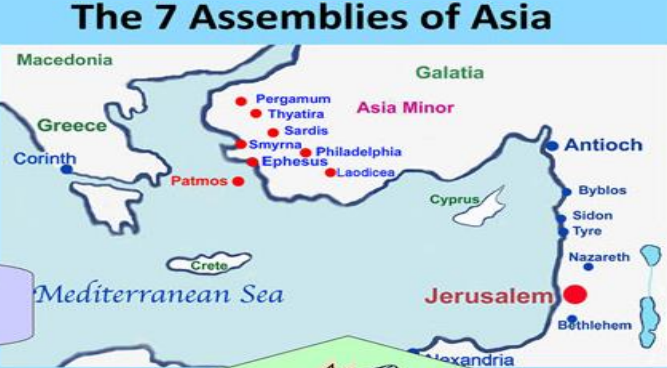 The 7 Assemblies of Asia
Macedonia
Galatia
Pergamum
Asia Minor
Thyatira
Greece
Sardis
Smyrna
Antioch
Philadelphia
Corinth
Ephesus
Laodicea
Patmos
Byblos
Cyprus
Sidon
Tyre
Nazareth
Crete
Mediterranean Sea
Jerusalem
Bethlehem